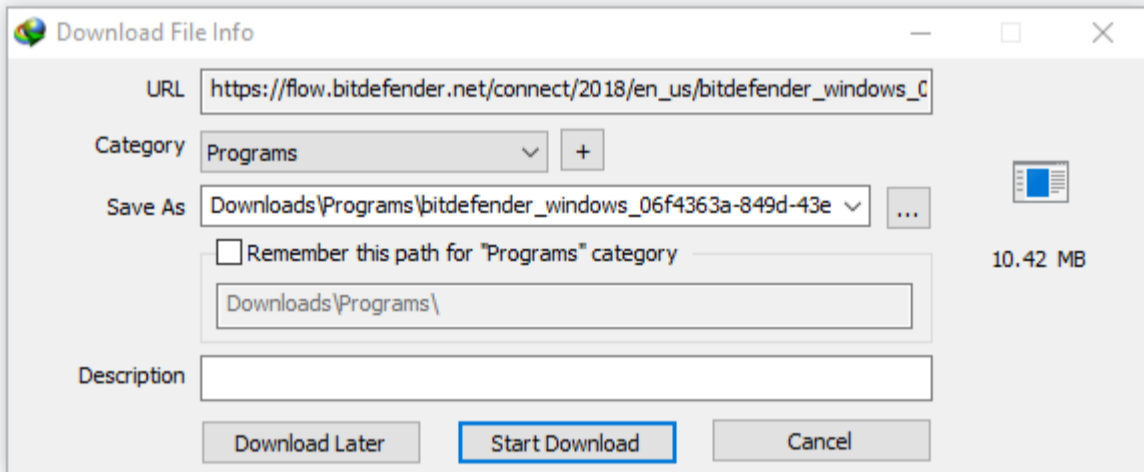 Download File Info
URL https://flow.bitdefender.net/connect/2018/en_us/bitdefender_windows_0
Category Programs +
Save As Downloads\Programs\bitdefender_windows_06f4363a-849d-43e ...
Remember this path for "Programs" category
10.42 MB
Downloads\Programs\
Description
Download Later Start Download Cancel